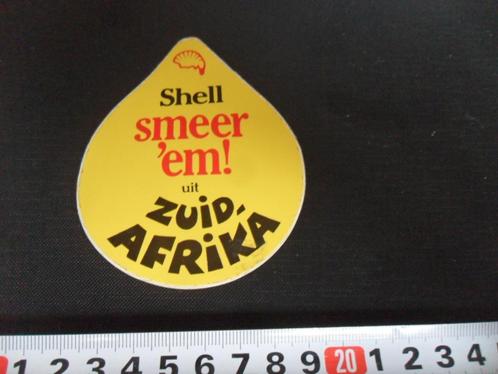 Shell
smeer
'em!
uit
ZUID-
AFRIKA
1 2 3 4 5 6 7 8 9 20 1 2 3 4